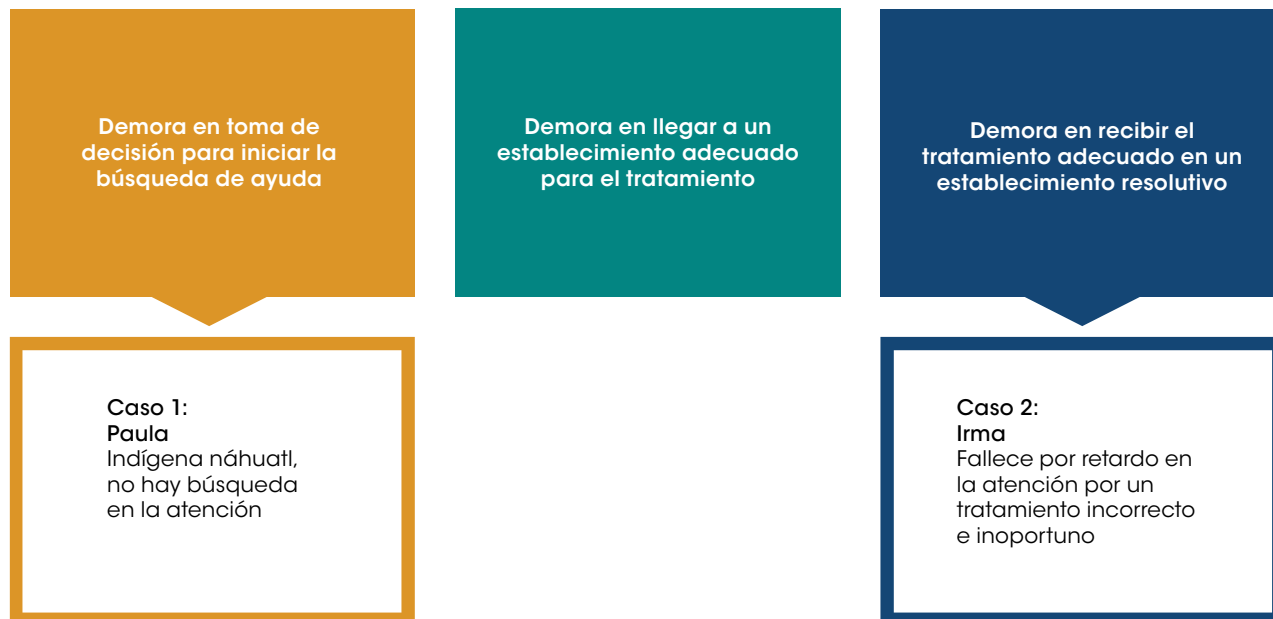 Demora en toma de
decisión para iniciar la
búsqueda de ayuda
Demora en llegar a un
establecimiento adecuado
para el tratamiento
Demora en recibir el
tratamiento adecuado en un
establecimiento resolutivo
Caso 1:
Paula
Indígena náhuatl,
no hay búsqueda
en la atención
Caso 2:
Irma
Fallece por retardo en
la atención por un
tratamiento incorrecto
e inoportuno